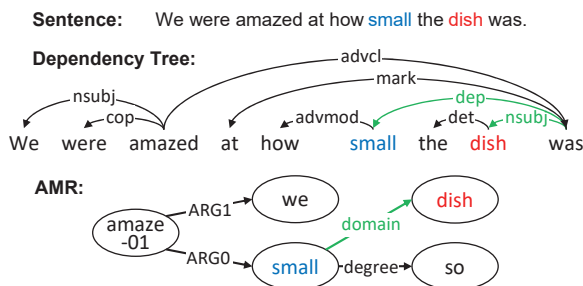 Sentence: We were amazed at how small the dish was.
Dependency Tree:
advcl
mark
nsubj
dep
cop
advmod
det
nsubj
We were amazed at how small the dish was
AMR:
ARG1
we
dish
amaze
-01
domain
ARG0
small
degree
so